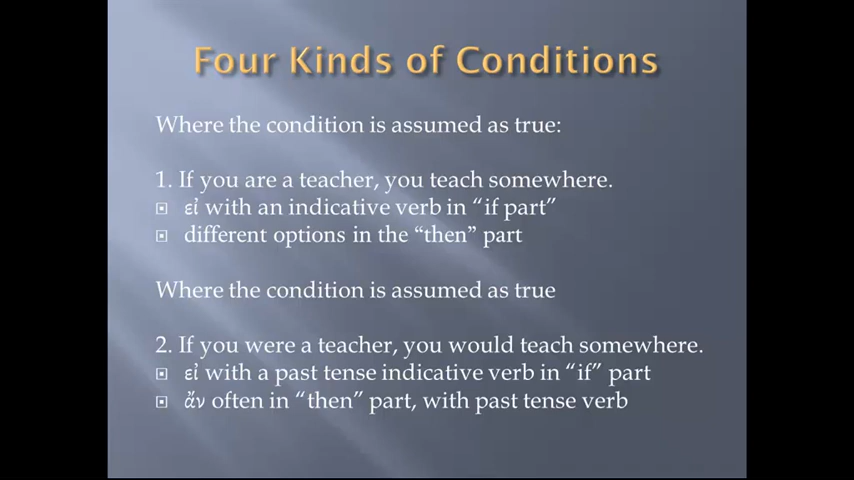 Four Kinds of Conditions
Where the condition is assumed as true:
1. If you are a teacher, you teach somewhere.
εἰ with an indicative verb in “if part”
different options in the “then” part
Where the condition is assumed as true
2. If you were a teacher, you would teach somewhere.
εἰ with a past tense indicative verb in “if” part
ἄν often in “then” part, with past tense verb